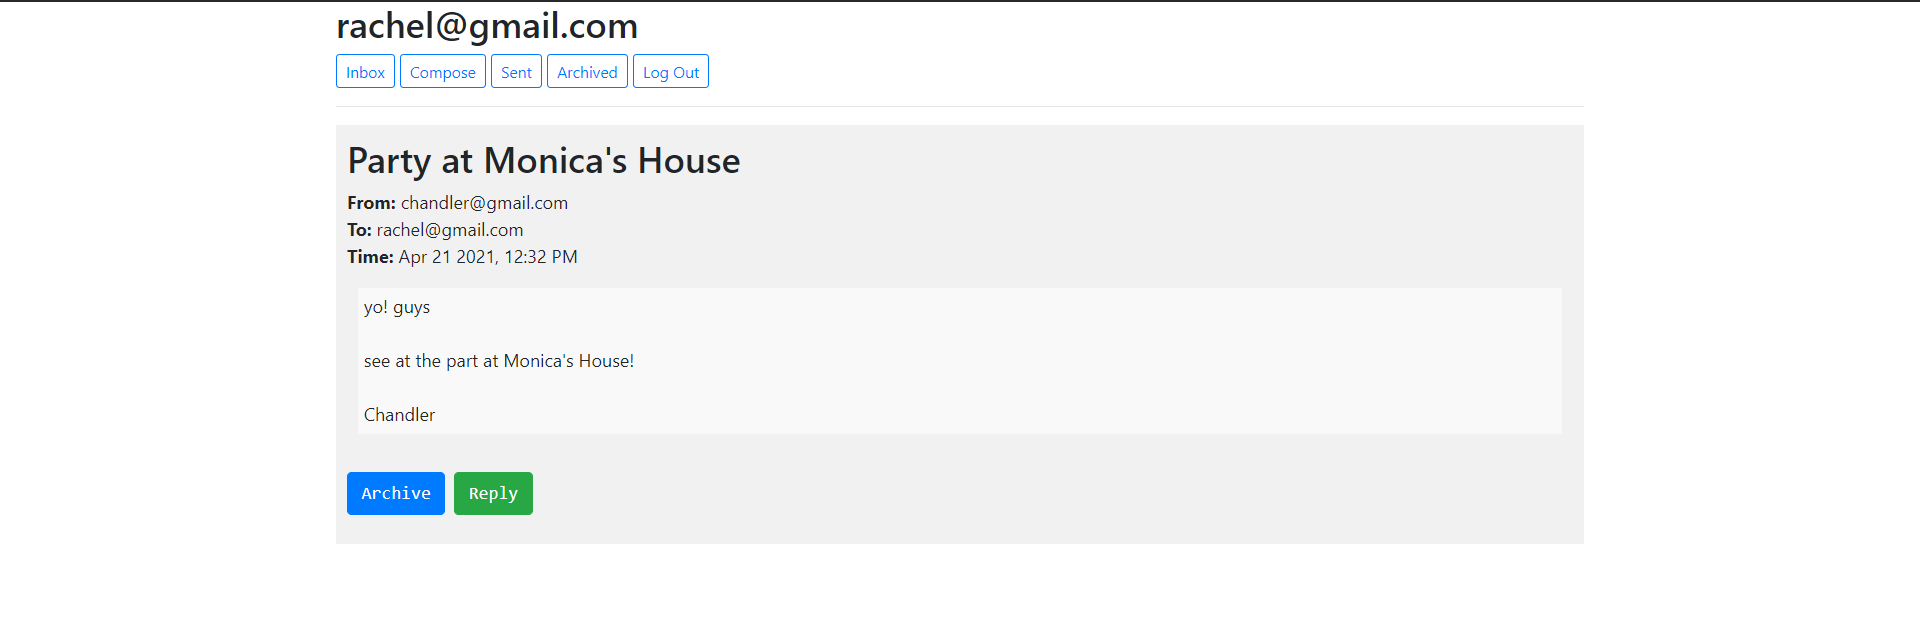 rachel@gmail.com
Inbox Compose Sent Archived Log Out
Party at Monica's House
From: chandler@gmail.com
To: rachel@gmail.com
Time: Apr 21 2021, 12:32 PM
yo! guys
see at the part at Monica's House!
Chandler
Archive Reply